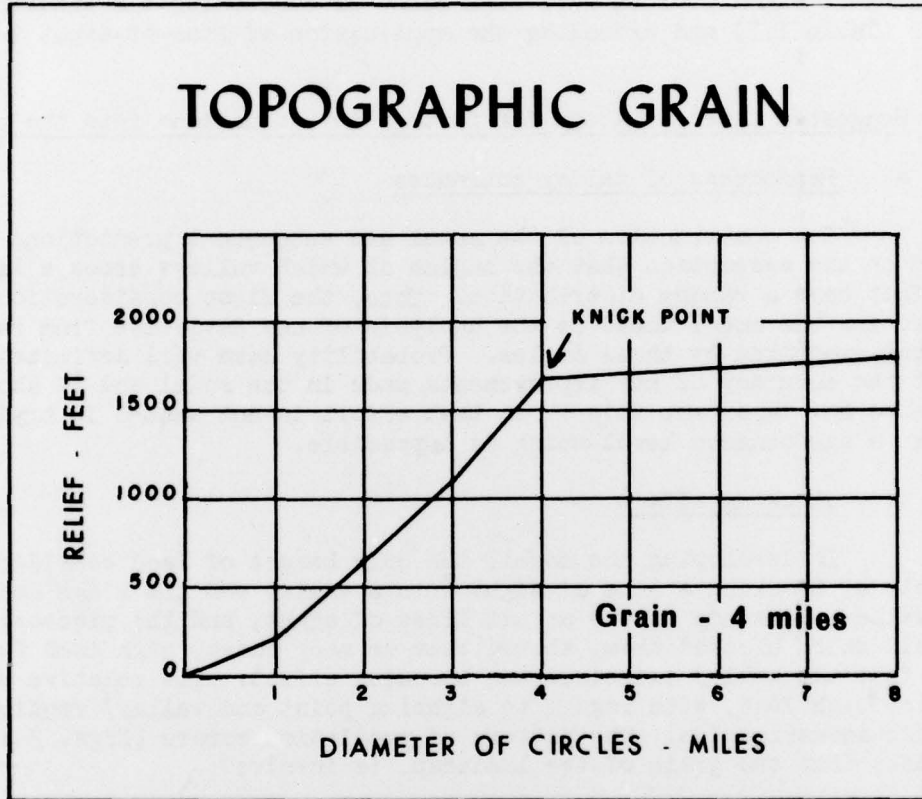 TOPOGRAPHIC GRAIN
RELIEF - FEET
2000
1500
1000
500
0
KNICK POINT
Grain - 4 miles
0 1 2 3 4 5 6 7 8
DIAMETER OF CIRCLES - MILES